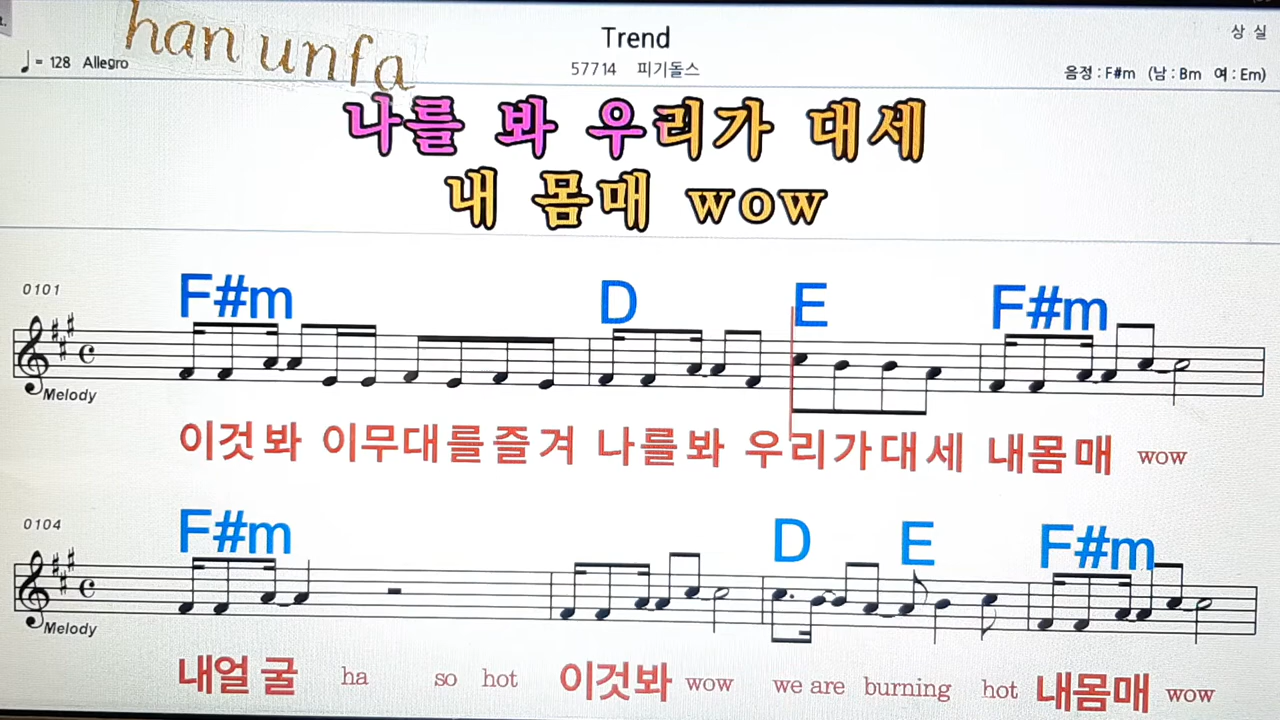 han unfa
Trend
상 실
♩= 128 Allegro
57714 피기돌스
음정 : F#m (남 : Bm 여 : Em)
나를 봐 우리가 대세
내 몸매 wow
0101
F#m D E F#m
Melody
이것봐 이무대를즐겨 나를봐 우리가대세 내몸매 wow
0104
F#m D E F#m
Melody
내얼굴 ha so hot 이것봐 wow we are burning hot 내몸매 wow